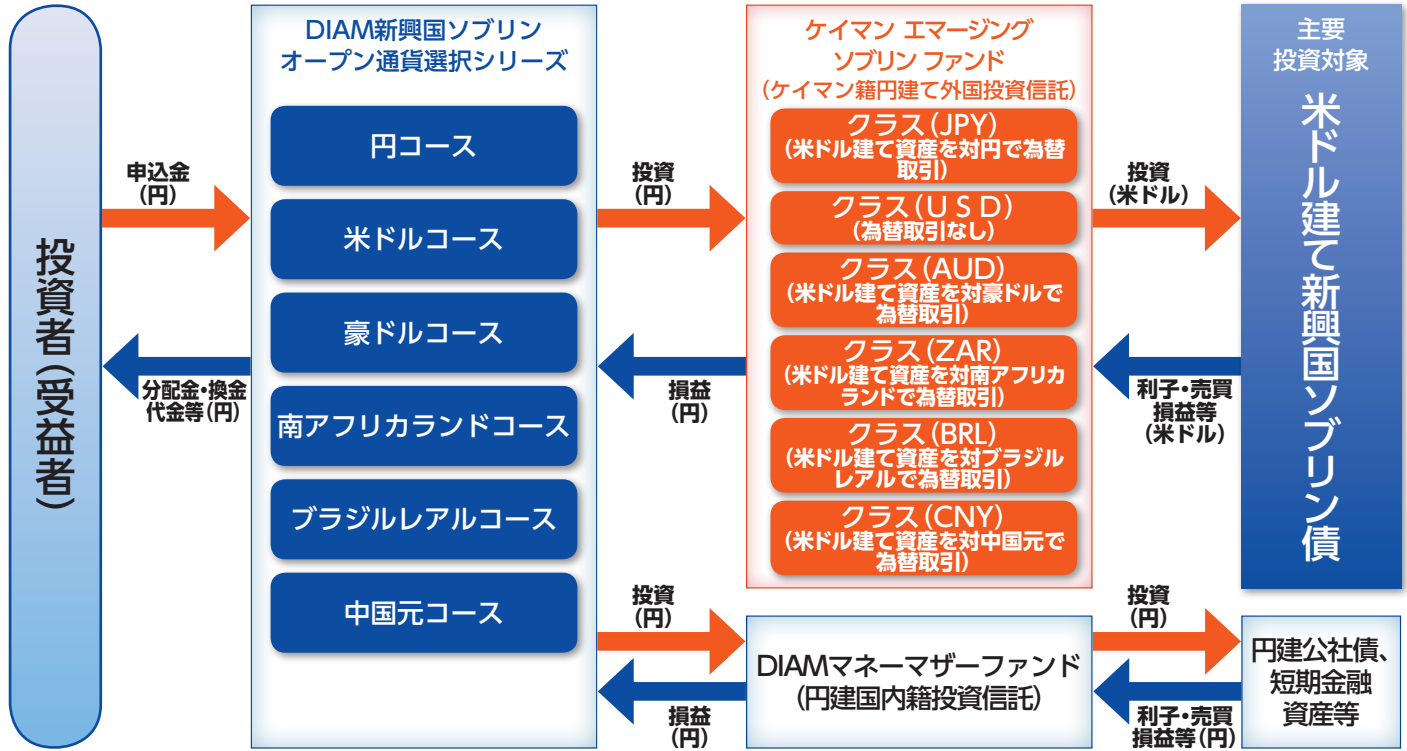 投資者(受益者)
申込金
(円)
分配金・換金
代金等(円)
DIAM新興国ソブリン
オープン通貨選択シリーズ
円コース
米ドルコース
豪ドルコース
南アフリカランドコース
ブラジルレアルコース
中国元コース
投資
(円)
損益
(円)
投資
(円)
損益
(円)
ケイマン エマージング
ソブリン ファンド
(ケイマン籍円建て外国投資信託)
クラス(JPY)
(米ドル建て資産を対円で為替
取引)
クラス(USD)
(為替取引なし)
クラス(AUD)
(米ドル建て資産を対豪ドルで
為替取引)
クラス(ZAR)
(米ドル建て資産を対南アフリカ
ランドで為替取引)
クラス(BRL)
(米ドル建て資産を対ブラジル
レアルで為替取引)
クラス(CNY)
(米ドル建て資産を対中国元で
為替取引)
DIAMマネーマザーファンド
(円建国内籍投資信託)
投資
(米ドル)
利子・売買
損益等
(米ドル)
投資
(円)
利子・売買
損益等(円)
主要
投資対象
米ドル建て新興国ソブリン債
円建公社債、
短期金融
資産等